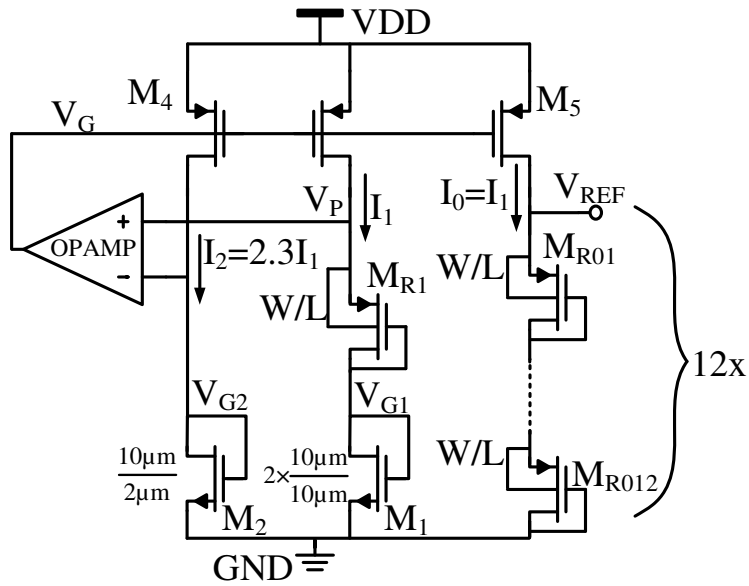 VDD
M4
M5
VG
VP
I1
I0=I1
VREF
+
OPAMP
−
I2=2.3I1
MR1
W/L
MR01
W/L
12x
VG2
VG1
10µm
2µm
2×
10µm
10µm
W/L
MR012
M2
M1
GND